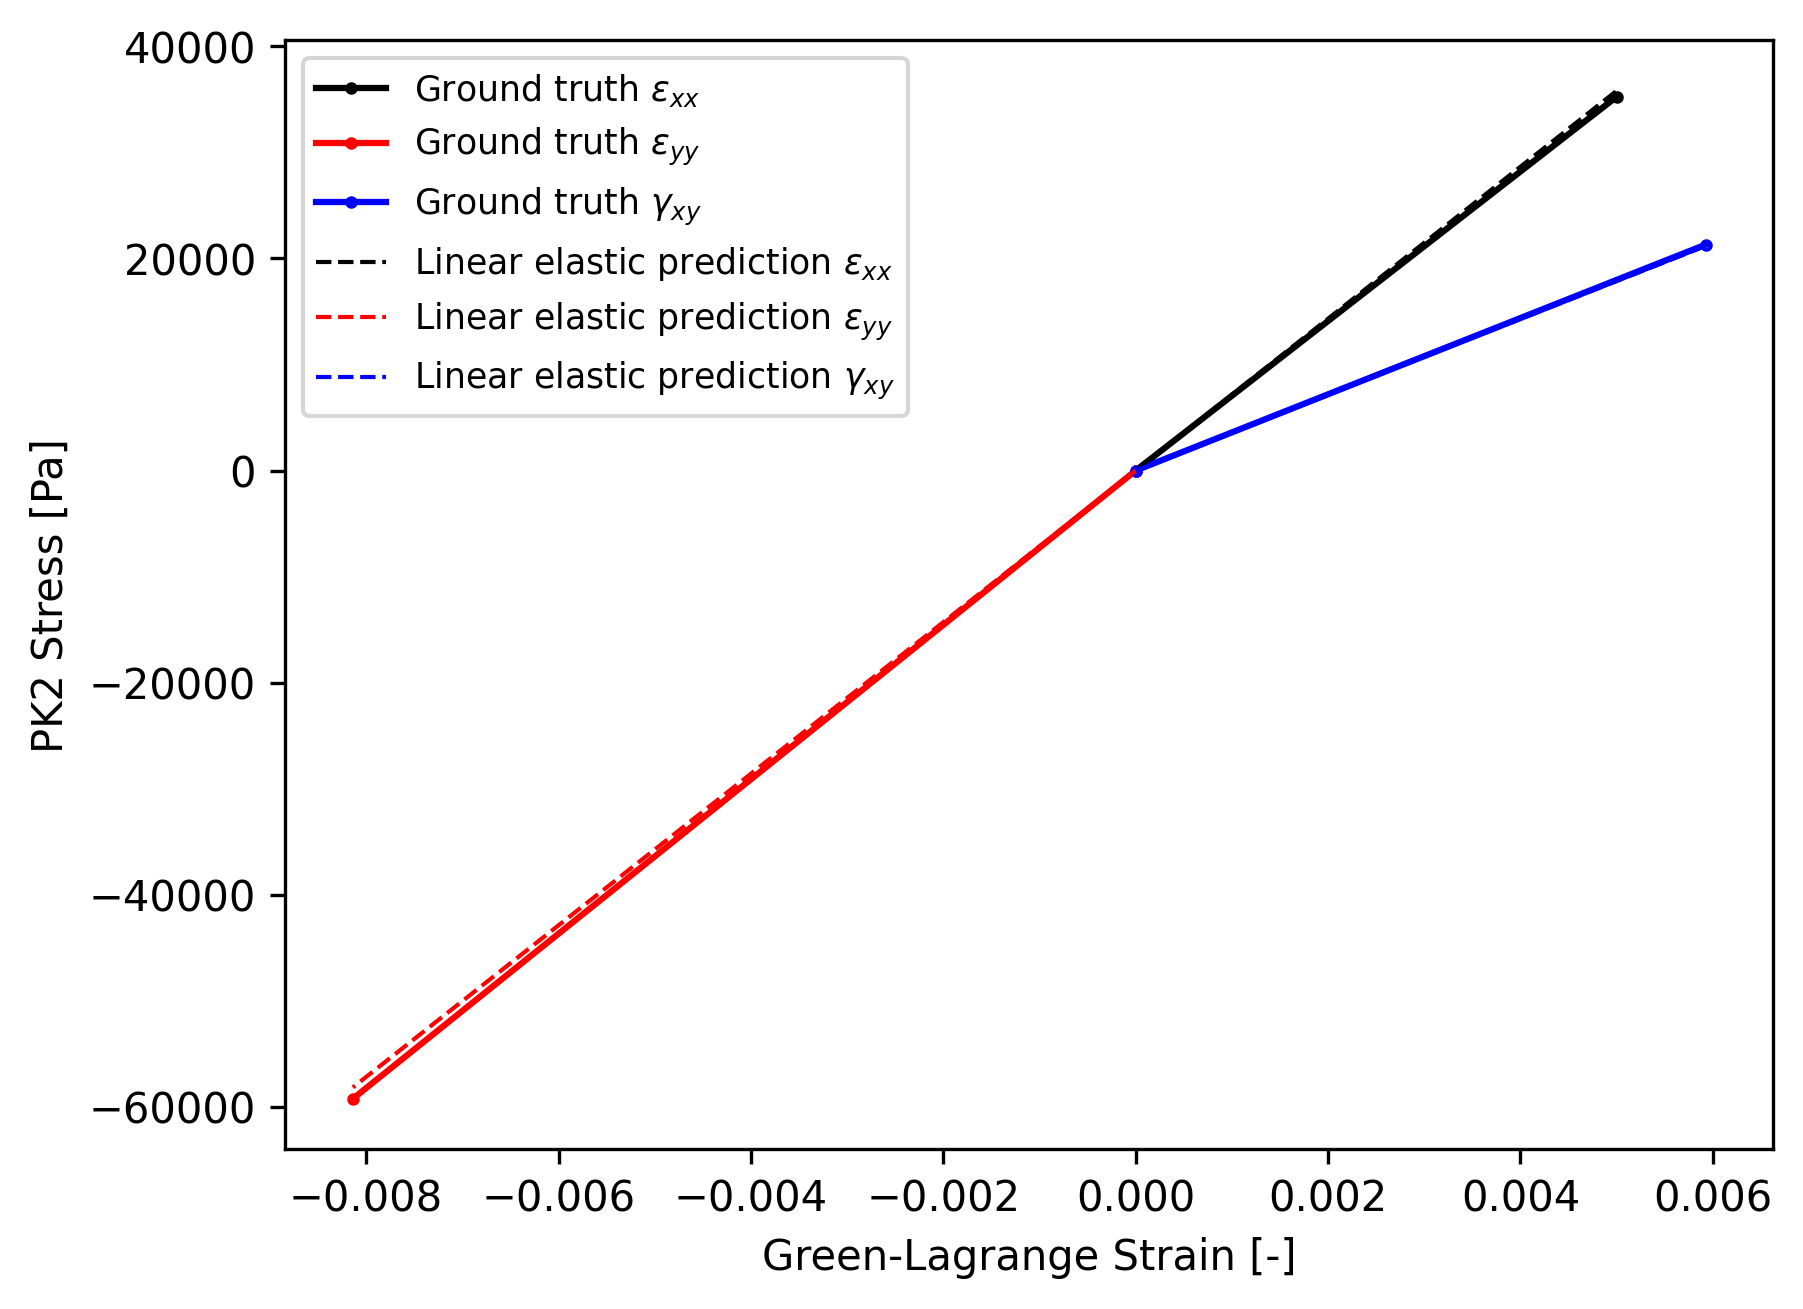 40000
20000
0
−20000
−40000
−60000
PK2 Stress [Pa]
Ground truth εxx
Ground truth εyy
Ground truth γxy
Linear elastic prediction εxx
Linear elastic prediction εyy
Linear elastic prediction γxy
−0.008 −0.006 −0.004 −0.002 0.000 0.002 0.004 0.006
Green-Lagrange Strain [-]